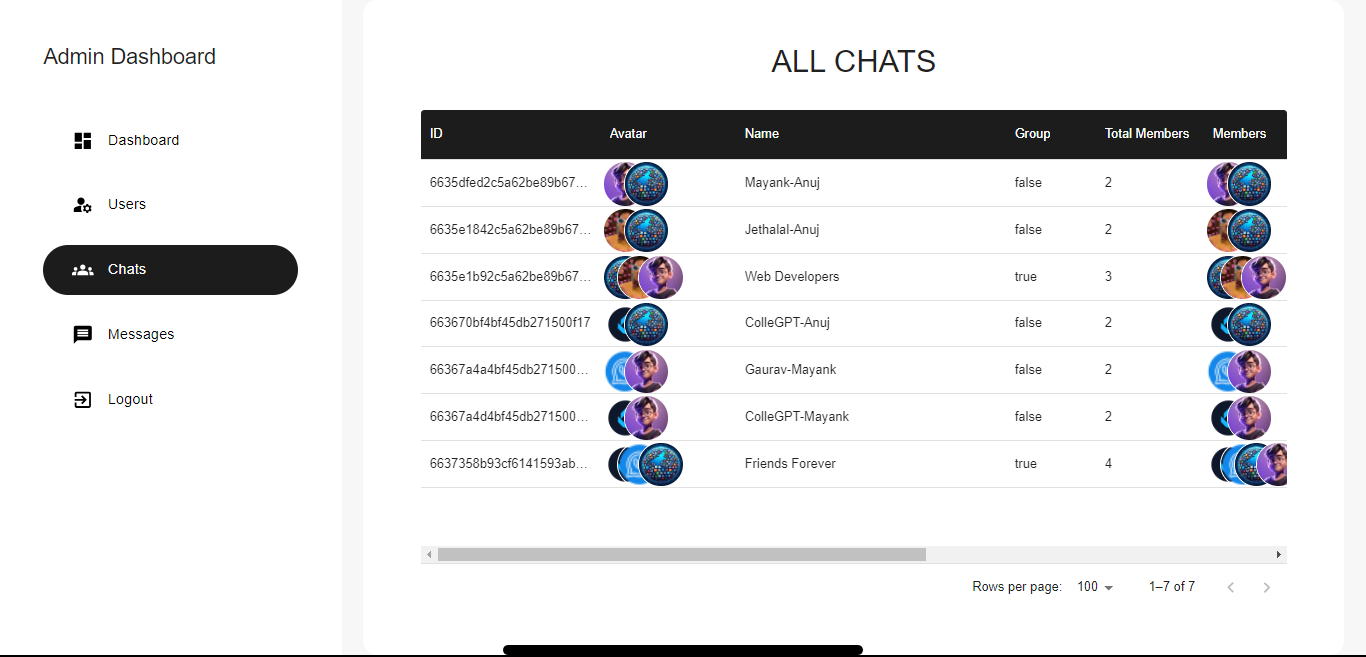 Admin Dashboard
Dashboard
Users
Chats
Messages
Logout
ALL CHATS
ID Avatar Name Group Total Members Members
6635dfed2c5a62be89b67... Mayank-Anuj false 2
6635e1842c5a62be89b67... Jethalal-Anuj false 2
6635e1b92c5a62be89b67... Web Developers true 3
663670bf4bf45db271500f17 ColleGPT-Anuj false 2
66367a4a4bf45db271500... Gaurav-Mayank false 2
66367a4d4bf45db271500... ColleGPT-Mayank false 2
6637358b93cf6141593ab... Friends Forever true 4
Rows per page: 100 1–7 of 7